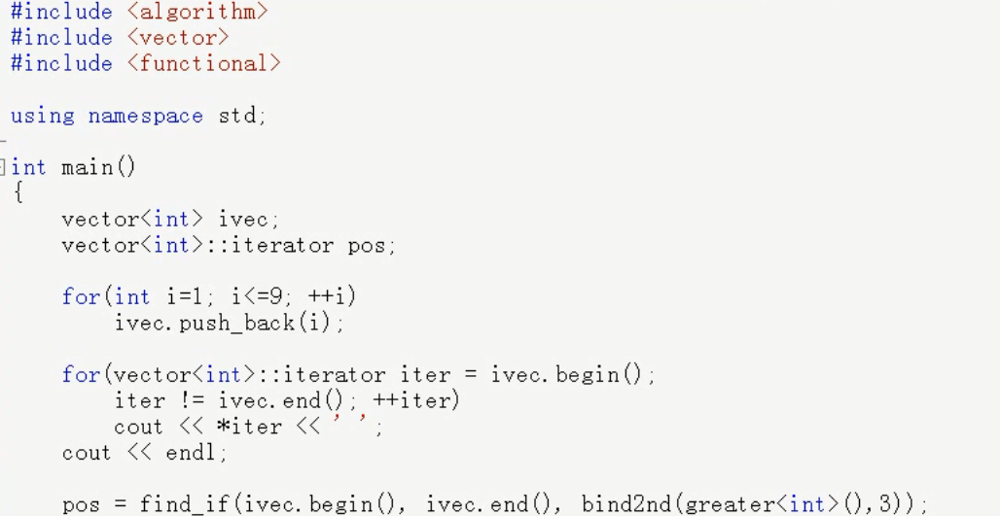 #include <algorithm>
#include <vector>
#include <functional>
using namespace std;
int main()
{
vector<int> ivec;
vector<int>::iterator pos;
for(int i=1; i<=9; ++i)
ivec.push_back(i);
for(vector<int>::iterator iter = ivec.begin();
iter != ivec.end(); ++iter)
cout << *iter << ' ';
cout << endl;
pos = find_if(ivec.begin(), ivec.end(), bind2nd(greater<int>(),3));